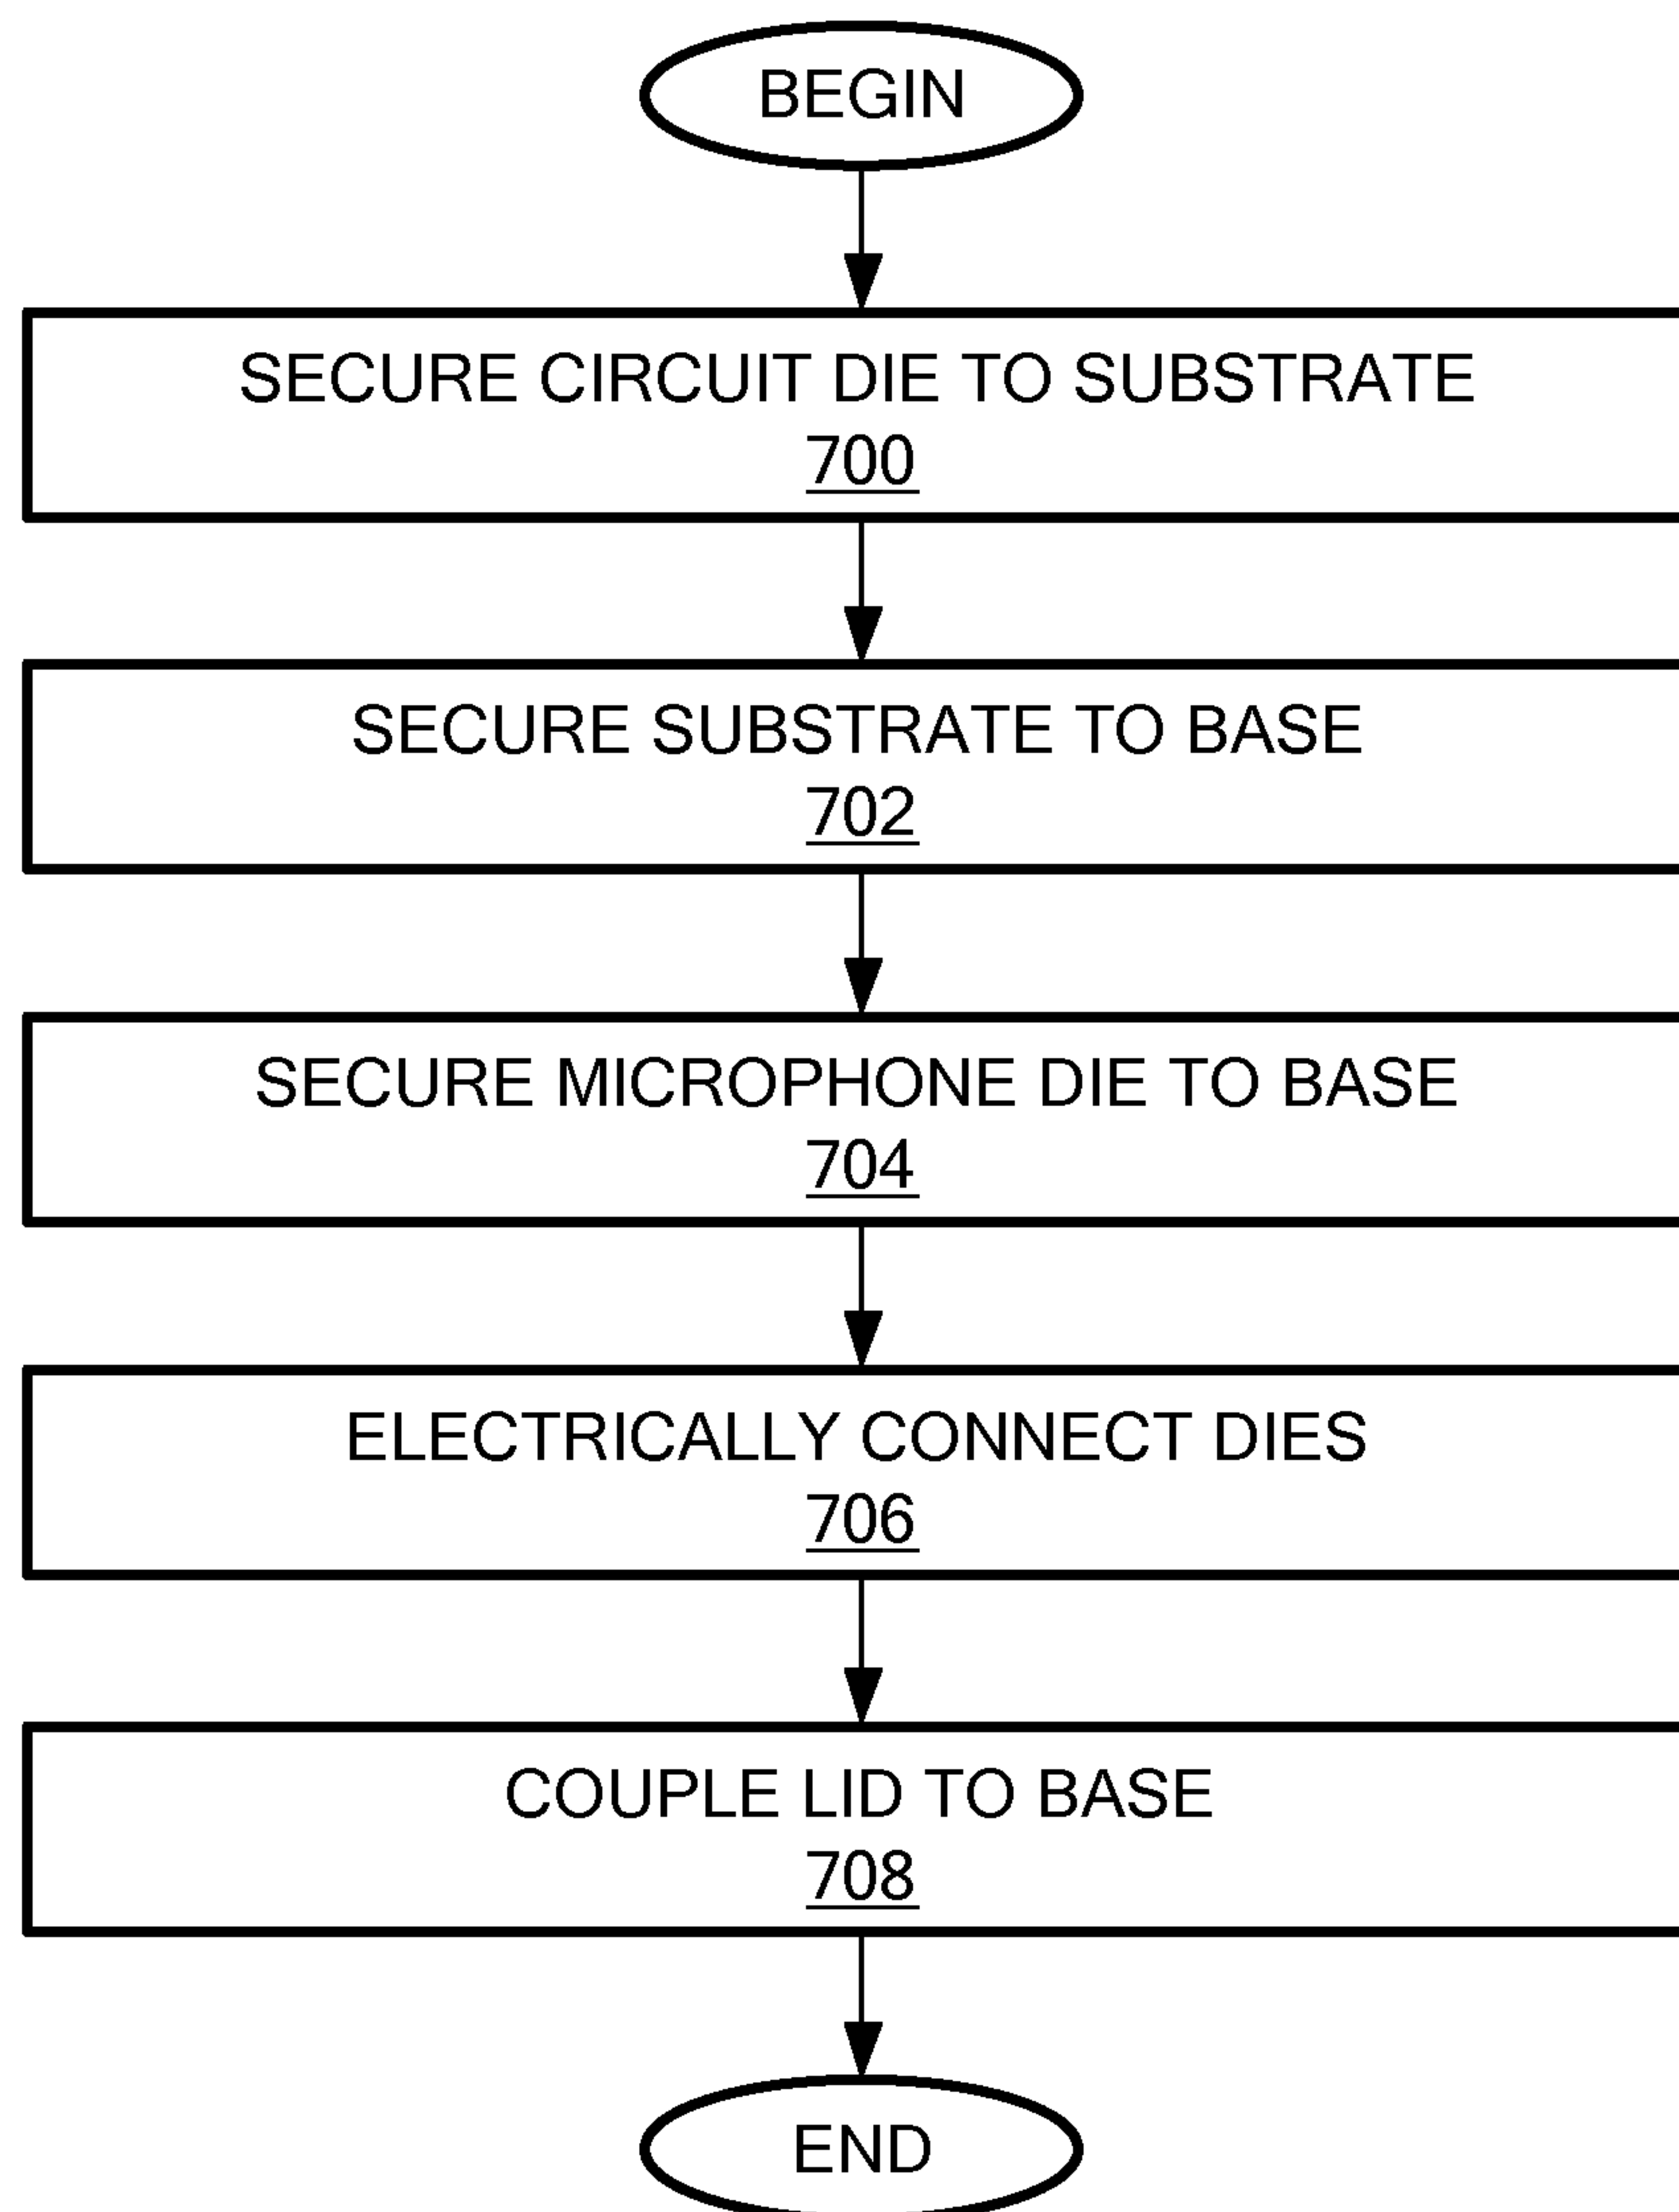 BEGIN
SECURE CIRCUIT DIE TO SUBSTRATE
700
SECURE SUBSTRATE TO BASE
702
SECURE MICROPHONE DIE TO BASE
704
ELECTRICALLY CONNECT DIES
706
COUPLE LID TO BASE
708
END